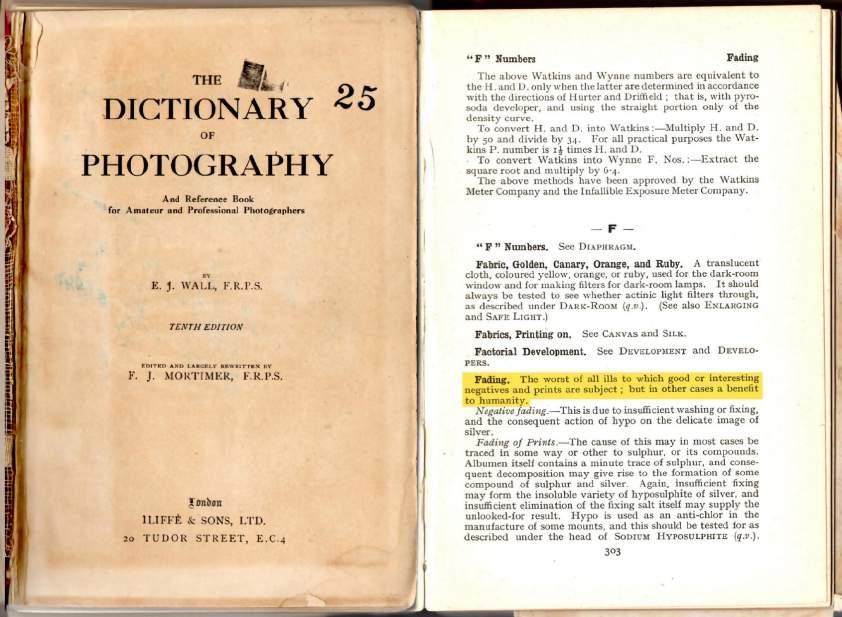 THE
DICTIONARY
25
OF
PHOTOGRAPHY
And Reference Book
for Amateur and Professional Photographers
BY
E. J. WALL, F.R.P.S.
TENTH EDITION
EDITED AND LARGELY REWRITTEN BY
F. J. MORTIMER, F.R.P.S.
London
ILIFFE & SONS, LTD.
20 TUDOR STREET, E.C.4
"F" Numbers Fading
The above Watkins and Wynne numbers are equivalent to
the H. and D. only when the latter are determined in accordance
with the directions of Hurter and Driffield ; that is, with pyro-
soda developer, and using the straight portion only of the
density curve.
To convert H. and D. into Watkins :—Multiply H. and D.
by 50 and divide by 34. For all practical purposes the Wat-
kins P. number is 1½ times H. and D.
To convert Watkins into Wynne F. Nos. :—Extract the
square root and multiply by 6·4.
The above methods have been approved by the Watkins
Meter Company and the Infallible Exposure Meter Company.
— F —
"F" Numbers. See DIAPHRAGM.
Fabric, Golden, Canary, Orange, and Ruby. A translucent
cloth, coloured yellow, orange, or ruby, used for the dark-room
window and for making filters for dark-room lamps. It should
always be tested to see whether actinic light filters through,
as described under DARK-ROOM (q.v.). (See also ENLARGING
and SAFE LIGHT.)
Fabrics, Printing on. See CANVAS and SILK.
Factorial Development. See DEVELOPMENT and DEVELO-
PERS.
Fading. The worst of all ills to which good or interesting
negatives and prints are subject ; but in other cases a benefit
to humanity.
Negative fading.—This is due to insufficient washing or fixing,
and the consequent action of hypo on the delicate image of
silver.
Fading of Prints.—The cause of this may in most cases be
traced in some way or other to sulphur, or its compounds.
Albumen itself contains a minute trace of sulphur, and conse-
quent decomposition may give rise to the formation of some
compound of sulphur and silver. Again, insufficient fixing
may form the insoluble variety of hyposulphite of silver, and
insufficient elimination of the fixing salt itself may supply the
unlooked-for result. Hypo is used as an anti-chlor in the
manufacture of some mounts, and this should be tested for as
described under the head of SODIUM HYPOSULPHITE (q.v.).
303